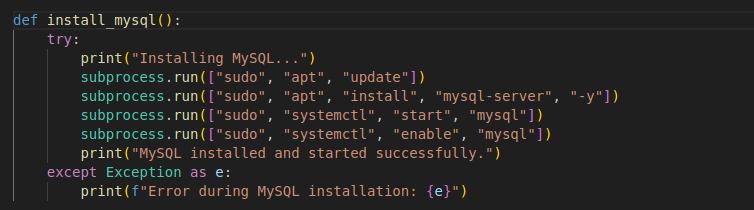 def install_mysql():
    try:
        print("Installing MySQL...")
        subprocess.run(["sudo", "apt", "update"])
        subprocess.run(["sudo", "apt", "install", "mysql-server", "-y"])
        subprocess.run(["sudo", "systemctl", "start", "mysql"])
        subprocess.run(["sudo", "systemctl", "enable", "mysql"])
        print("MySQL installed and started successfully.")
    except Exception as e:
        print(f"Error during MySQL installation: {e}")